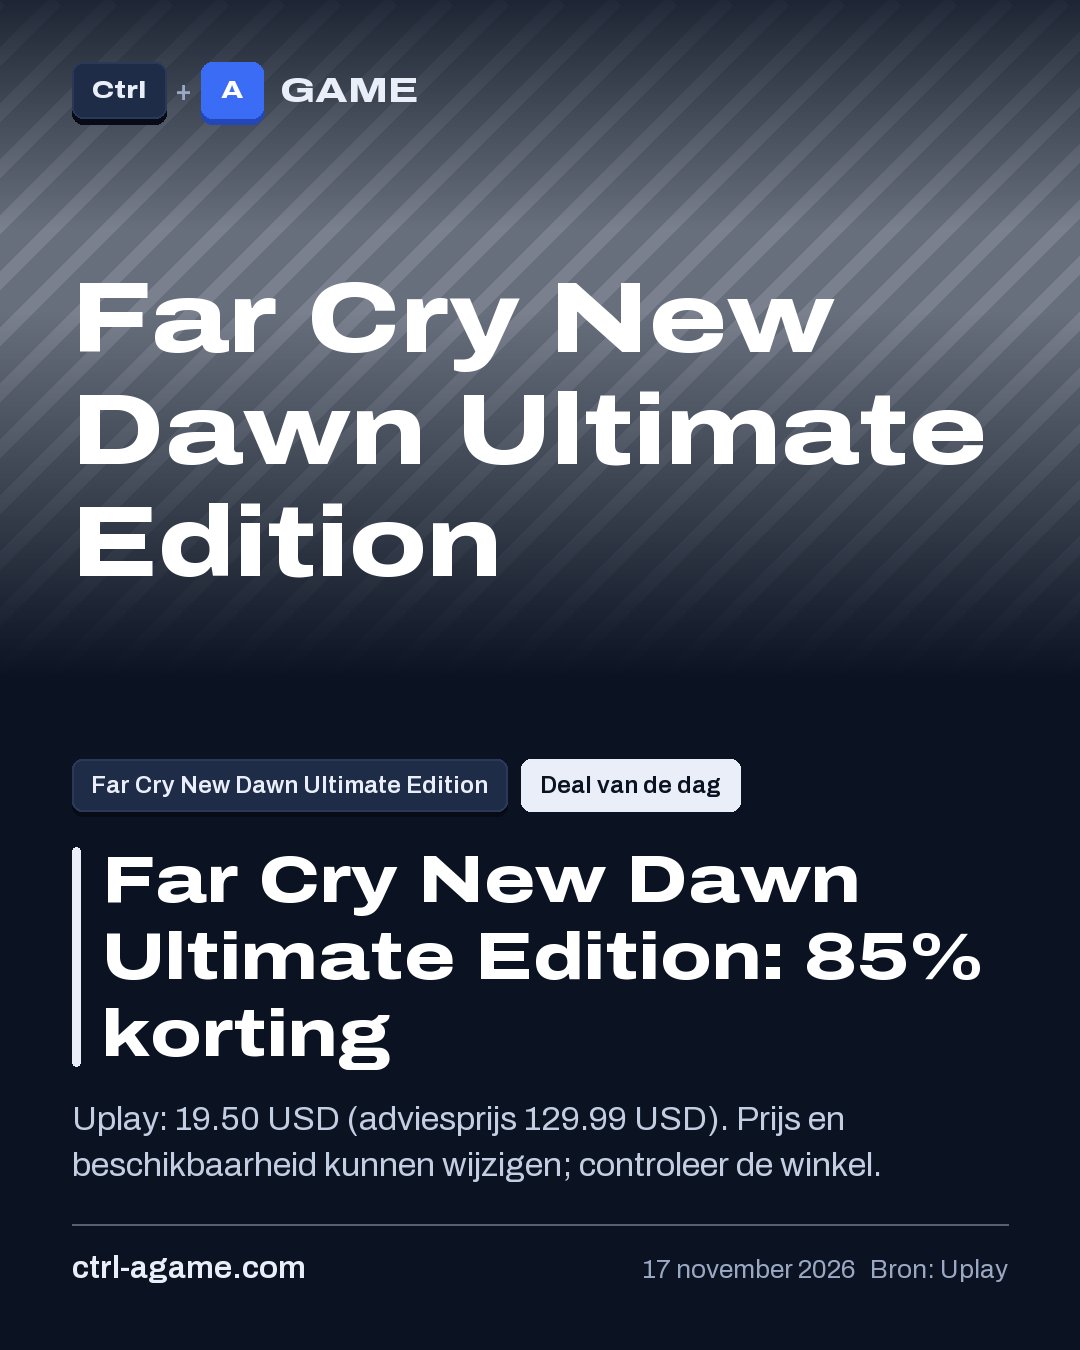 Ctrl + A GAME
Far Cry New
Dawn Ultimate
Edition
Far Cry New Dawn Ultimate Edition Deal van de dag
Far Cry New Dawn
Ultimate Edition: 85%
korting
Uplay: 19.50 USD (adviesprijs 129.99 USD). Prijs en
beschikbaarheid kunnen wijzigen; controleer de winkel.
ctrl-agame.com 17 november 2026 Bron: Uplay